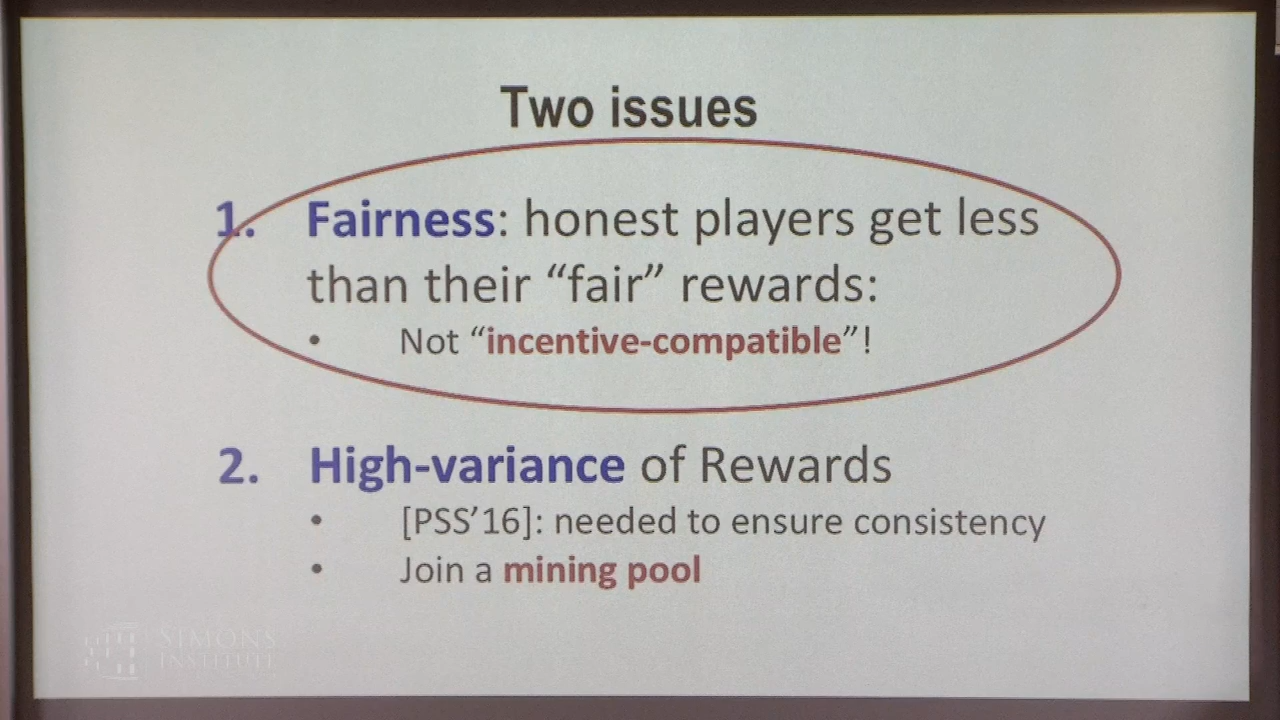 Two issues
1. Fairness: honest players get less
than their “fair” rewards:
• Not “incentive-compatible”!
2. High-variance of Rewards
• [PSS’16]: needed to ensure consistency
• Join a mining pool
SIMONS
INSTITUTE